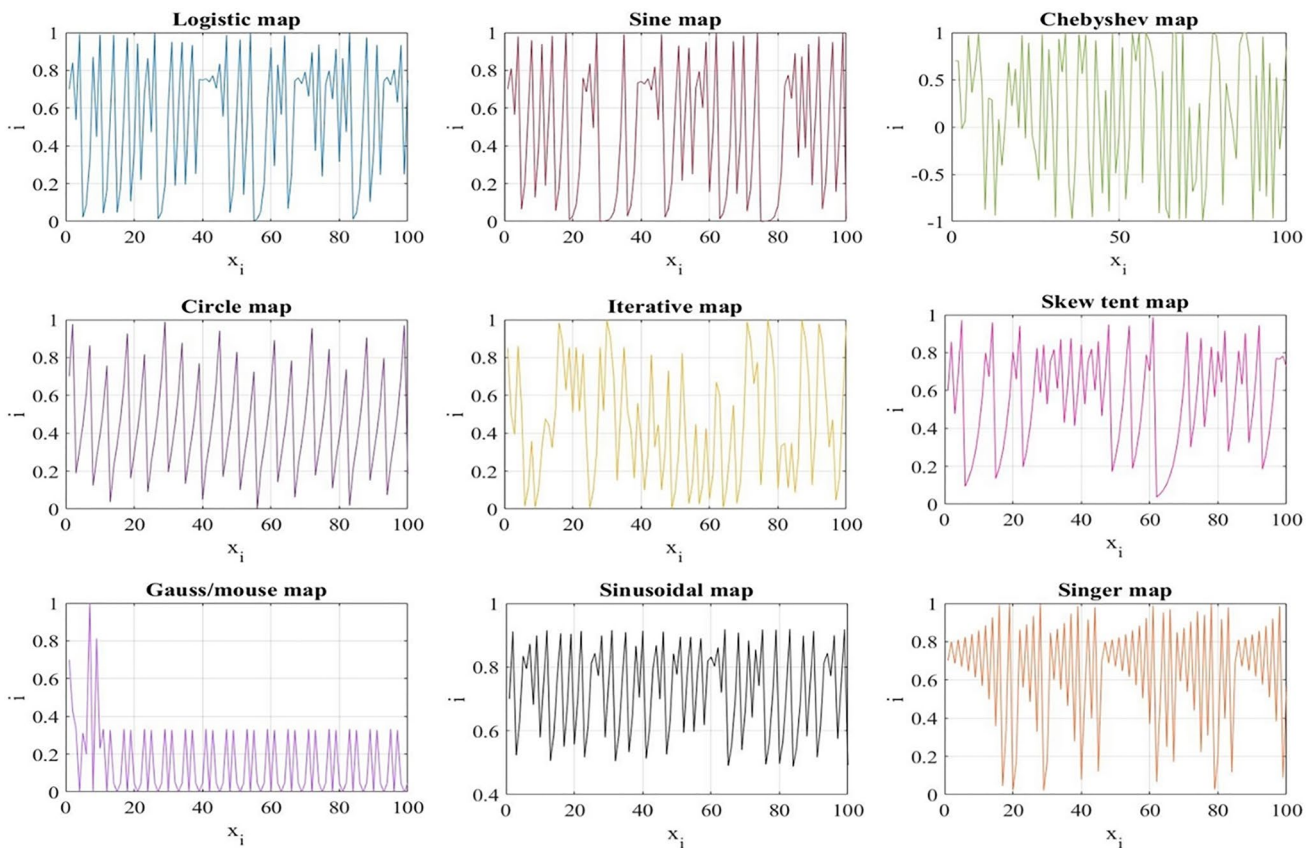 Logistic map
1
0.8
0.6
0.4
0.2
0
i
0 20 40 60 80 100
x_i
Sine map
1
0.8
0.6
0.4
0.2
0
i
0 20 40 60 80 100
x_i
Chebyshev map
1
0.5
0
-0.5
-1
i
0 50 100
x_i
Circle map
1
0.8
0.6
0.4
0.2
0
i
0 20 40 60 80 100
x_i
Iterative map
1
0.8
0.6
0.4
0.2
0
i
0 20 40 60 80 100
x_i
Skew tent map
1
0.8
0.6
0.4
0.2
0
i
0 20 40 60 80 100
x_i
Gauss/mouse map
1
0.8
0.6
0.4
0.2
0
i
0 20 40 60 80 100
x_i
Sinusoidal map
1
0.8
0.6
0.4
i
0 20 40 60 80 100
x_i
Singer map
1
0.8
0.6
0.4
0.2
0
i
0 20 40 60 80 100
x_i